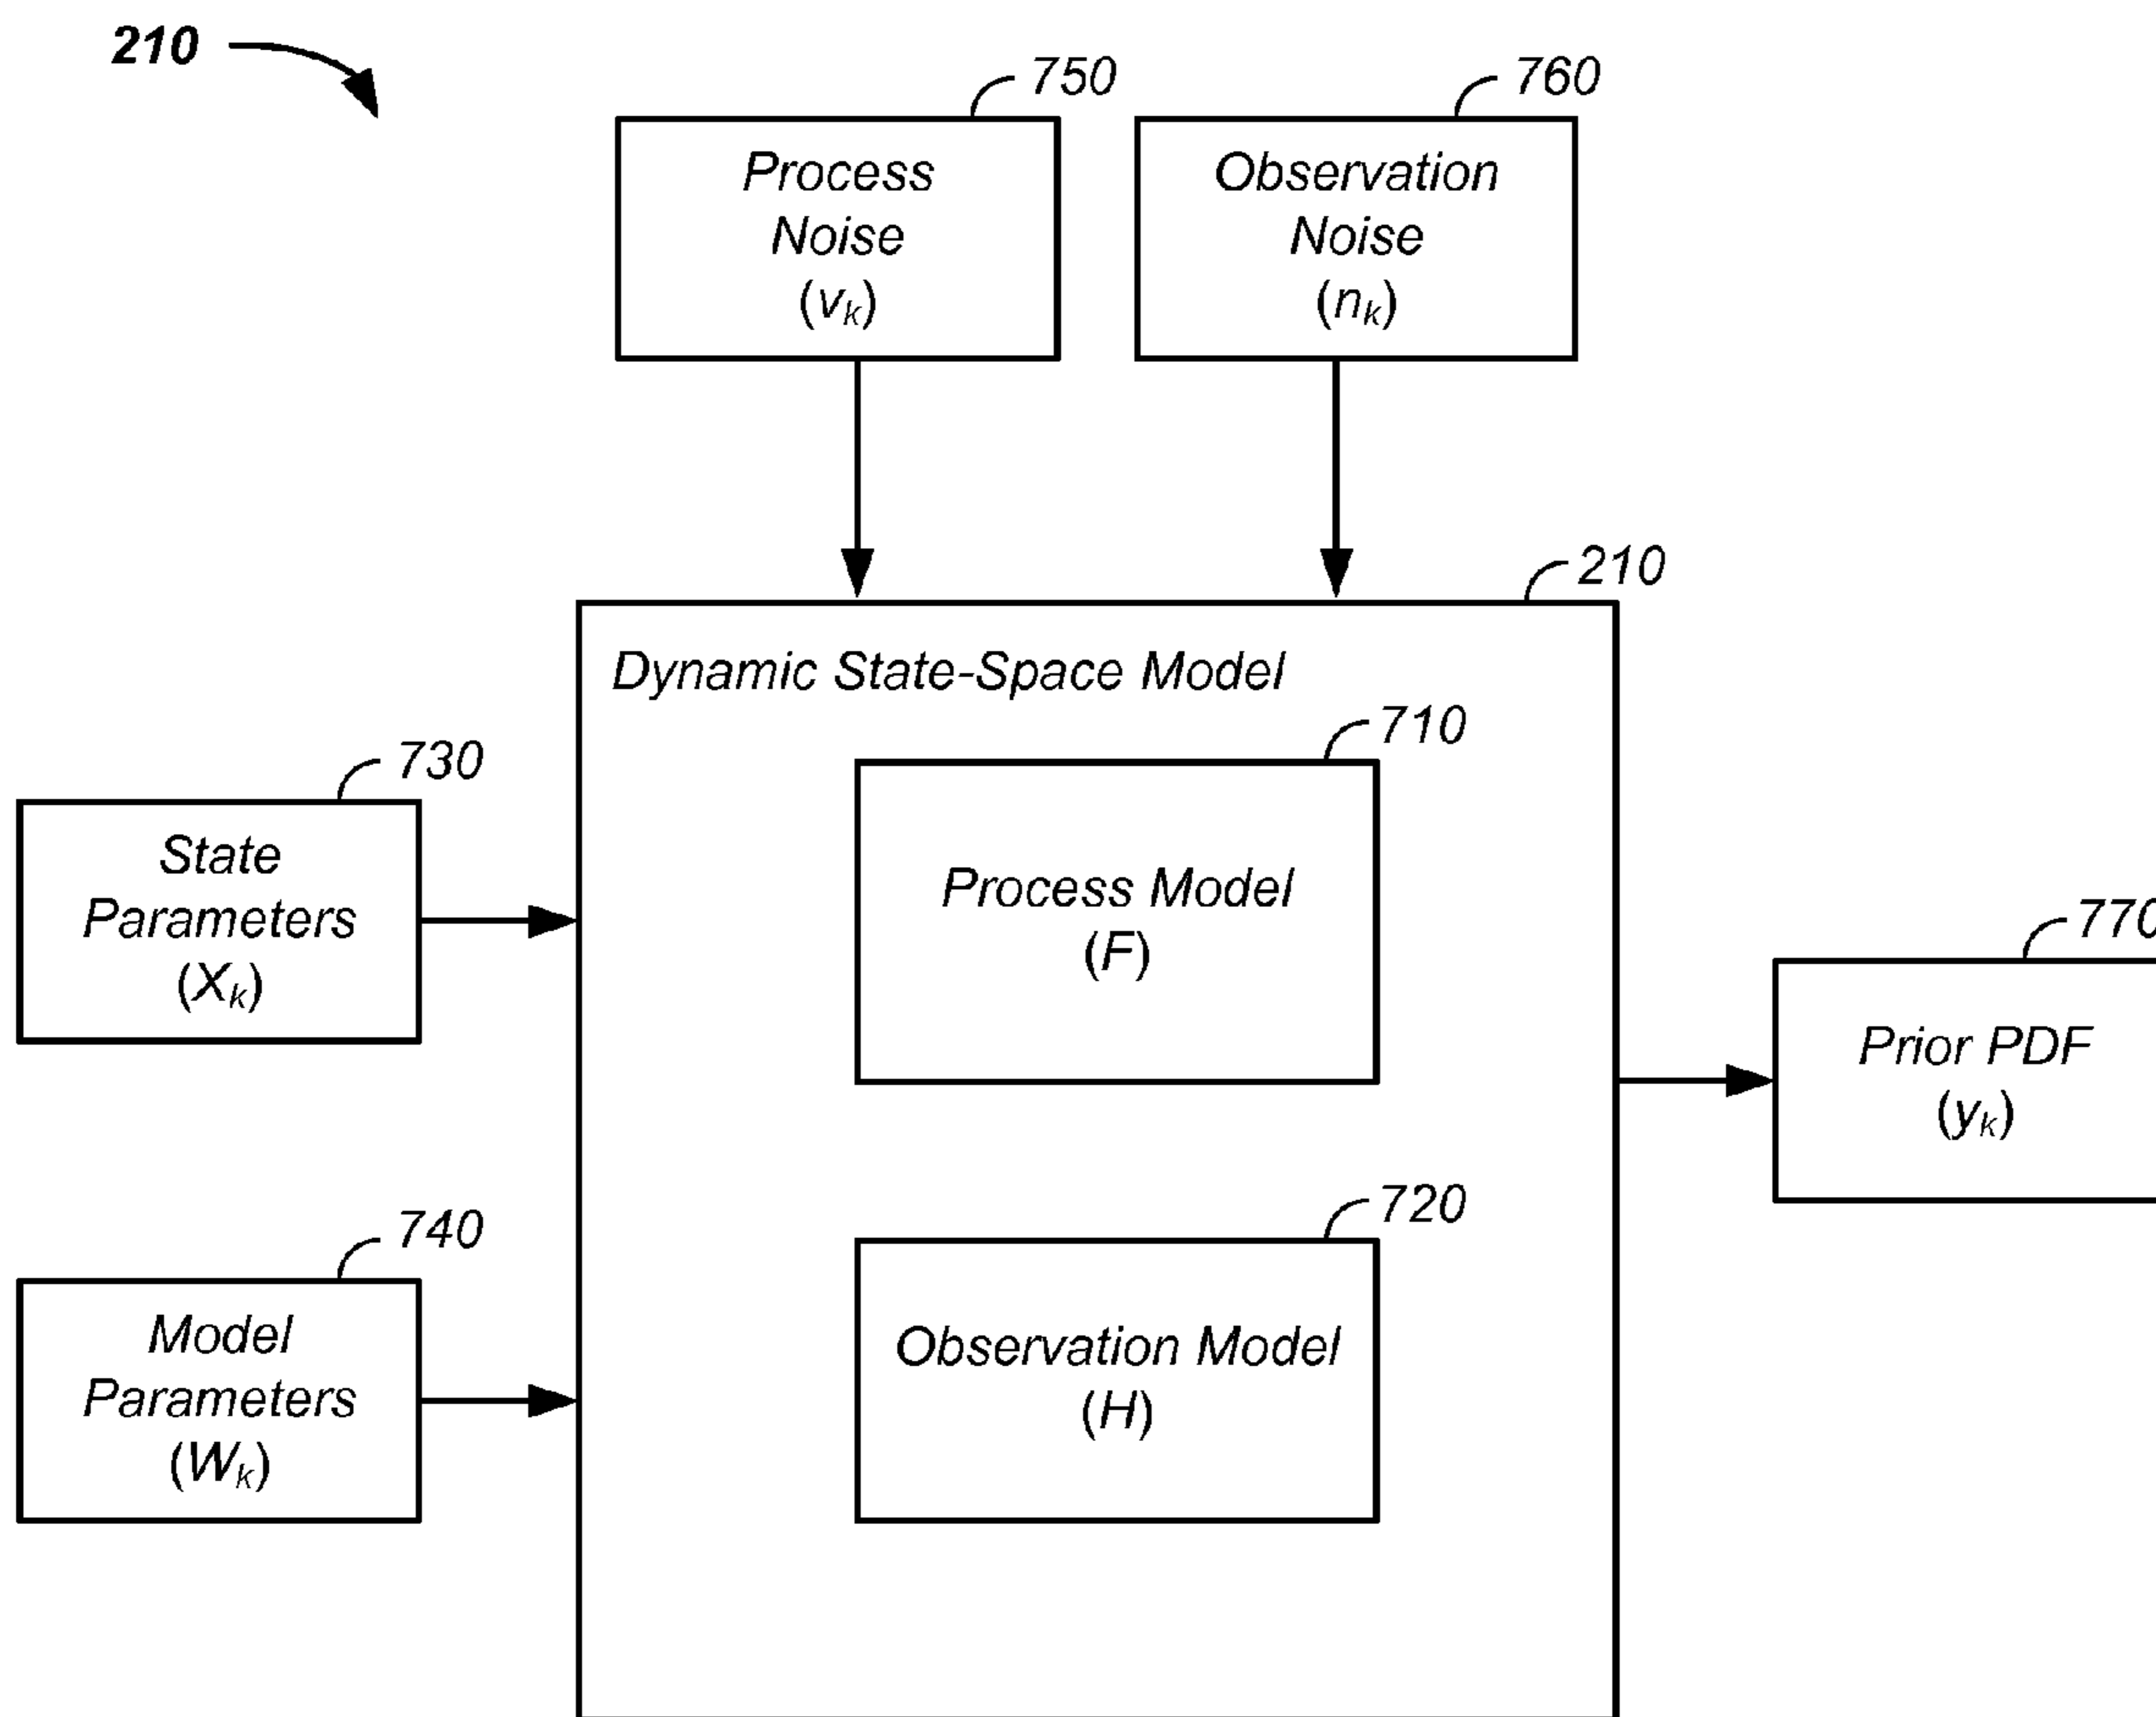 210
750
760
Process
Noise
(vk)
Observation
Noise
(nk)
210
Dynamic State-Space Model
710
730
State
Parameters
(Xk)
Process Model
(F)
770
Prior PDF
(yk)
720
740
Model
Parameters
(Wk)
Observation Model
(H)